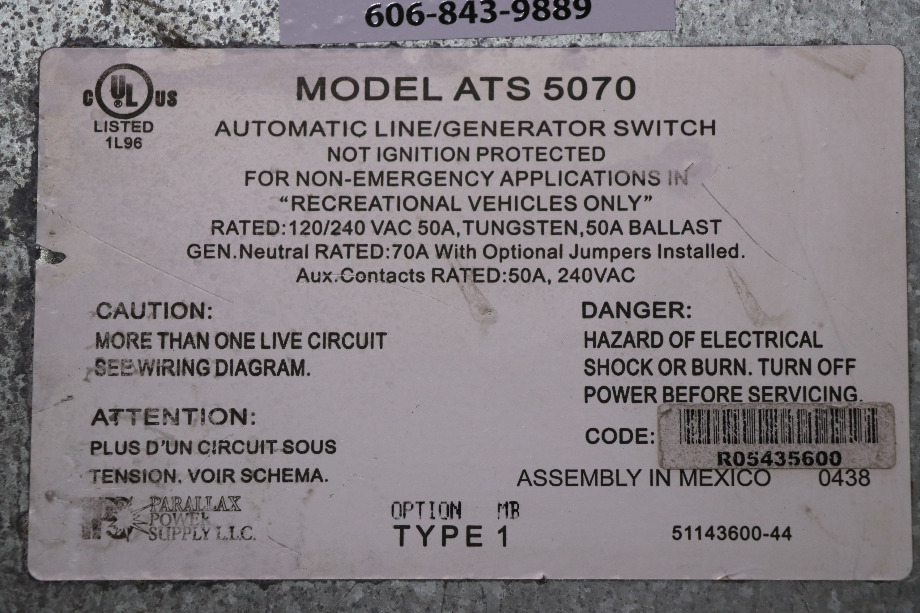 606-843-9889
C UL US
LISTED
1L96
MODEL ATS 5070
AUTOMATIC LINE/GENERATOR SWITCH
NOT IGNITION PROTECTED
FOR NON-EMERGENCY APPLICATIONS IN
“RECREATIONAL VEHICLES ONLY”
RATED:120/240 VAC 50A,TUNGSTEN,50A BALLAST
GEN.Neutral RATED:70A With Optional Jumpers Installed.
Aux.Contacts RATED:50A, 240VAC
CAUTION:
MORE THAN ONE LIVE CIRCUIT
SEE WIRING DIAGRAM.
ATTENTION:
PLUS D'UN CIRCUIT SOUS
TENSION. VOIR SCHEMA.
DANGER:
HAZARD OF ELECTRICAL
SHOCK OR BURN. TURN OFF
POWER BEFORE SERVICING.
CODE:
R05435600
ASSEMBLY IN MEXICO 0438
PARALLAX
POWER
SUPPLY L.L.C.
OPTION MB
TYPE 1
51143600-44